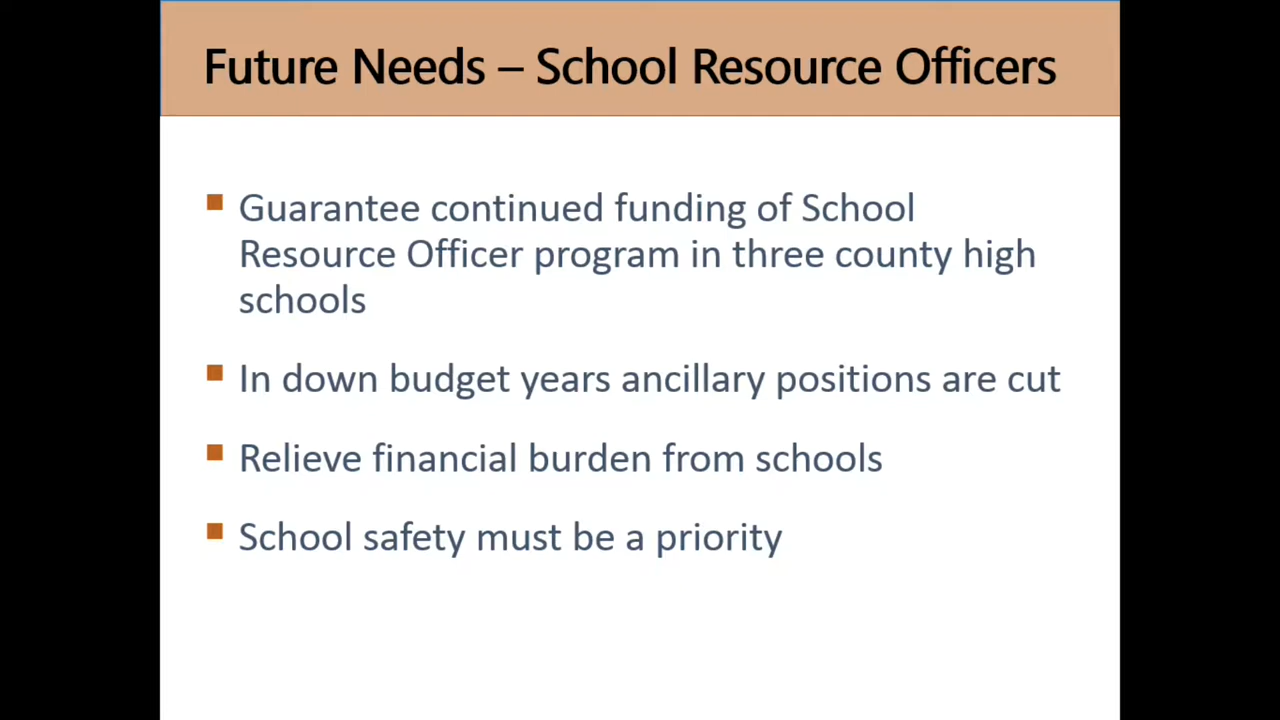 Future Needs – School Resource Officers
Guarantee continued funding of School
Resource Officer program in three county high
schools
In down budget years ancillary positions are cut
Relieve financial burden from schools
School safety must be a priority